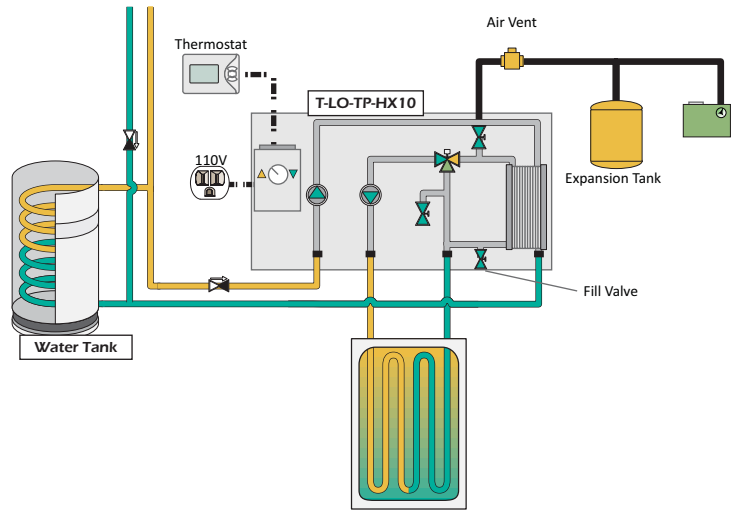 Air Vent
Thermostat
T-LO-TP-HX10
110V
Expansion Tank
Fill Valve
Water Tank